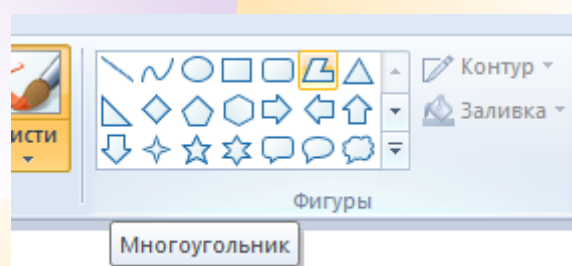 Контур
Заливка
исти
Фигуры
Многоугольник